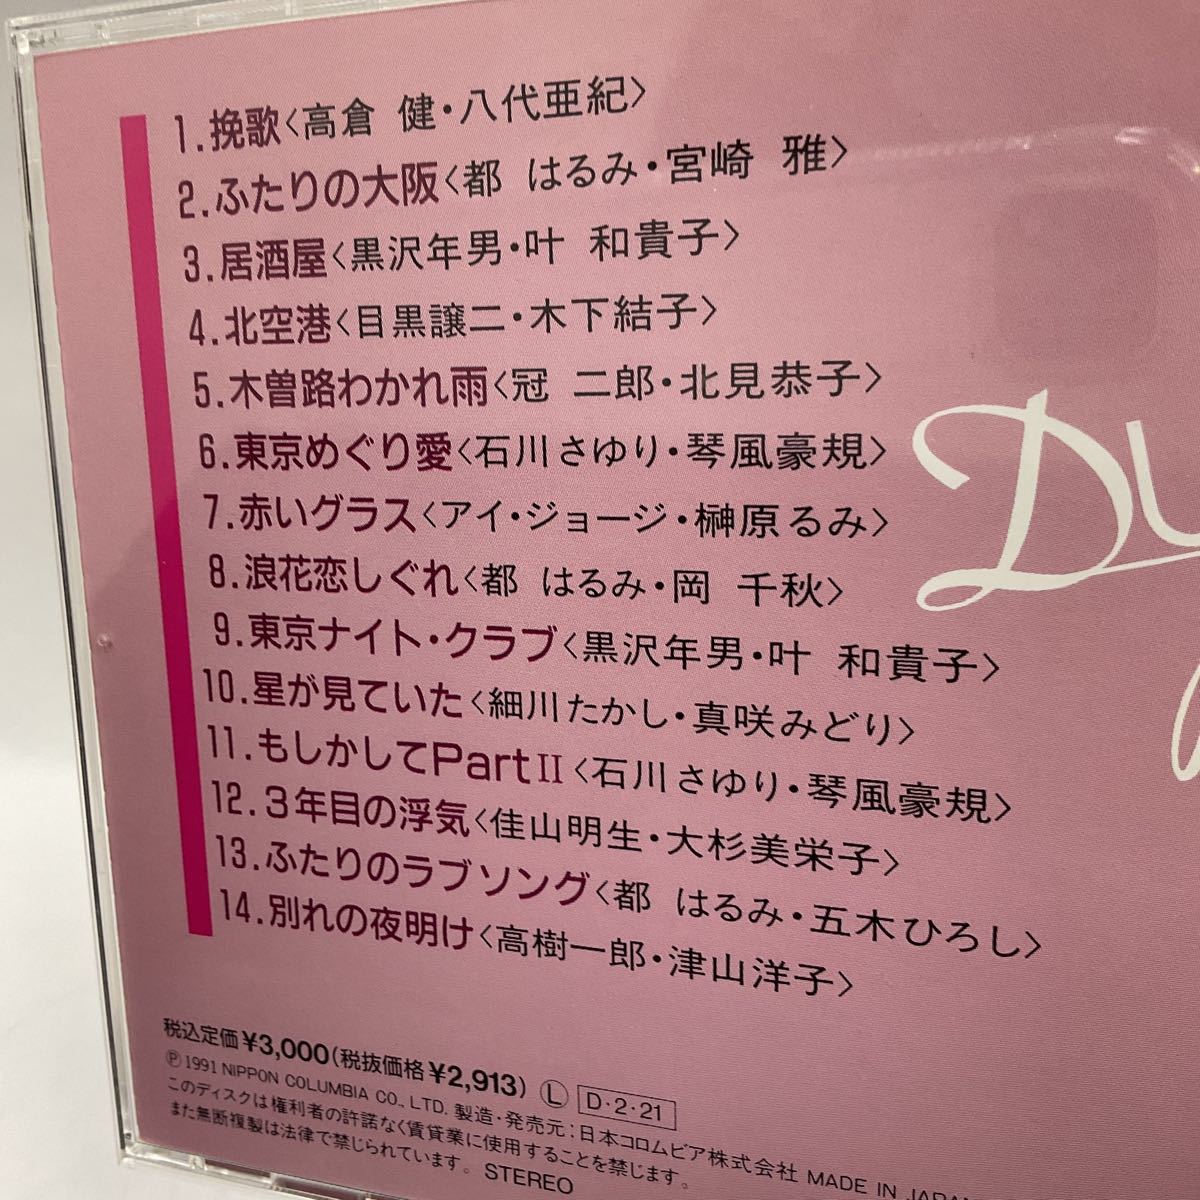 1.挽歌〈高倉 健・八代亜紀〉
2.ふたりの大阪〈都 はるみ・宮崎 雅〉
3.居酒屋〈黒沢年男・叶 和貴子〉
4.北空港〈目黒譲二・木下結子〉
5.木曽路わかれ雨〈冠 二郎・北見恭子〉
6.東京めぐり愛〈石川さゆり・琴風豪規〉
7.赤いグラス〈アイ・ジョージ・榊原るみ〉
8.浪花恋しぐれ〈都 はるみ・岡 千秋〉
9.東京ナイト・クラブ〈黒沢年男・叶 和貴子〉
10.星が見ていた〈細川たかし・真咲みどり〉
11.もしかしてPartⅡ〈石川さゆり・琴風豪規〉
12.3年目の浮気〈佳山明生・大杉美栄子〉
13.ふたりのラブソング〈都 はるみ・五木ひろし〉
14.別れの夜明け〈高樹一郎・津山洋子〉
税込定価¥3,000(税抜価格¥2,913) Ⓛ D・2・21
Ⓟ1991 NIPPON COLUMBIA CO., LTD. 製造・発売元:日本コロムビア株式会社 MADE IN JAPAN
このディスクは権利者の許諾なく賃貸業に使用することを禁じます。
また無断複製は法律で禁じられています。 STEREO